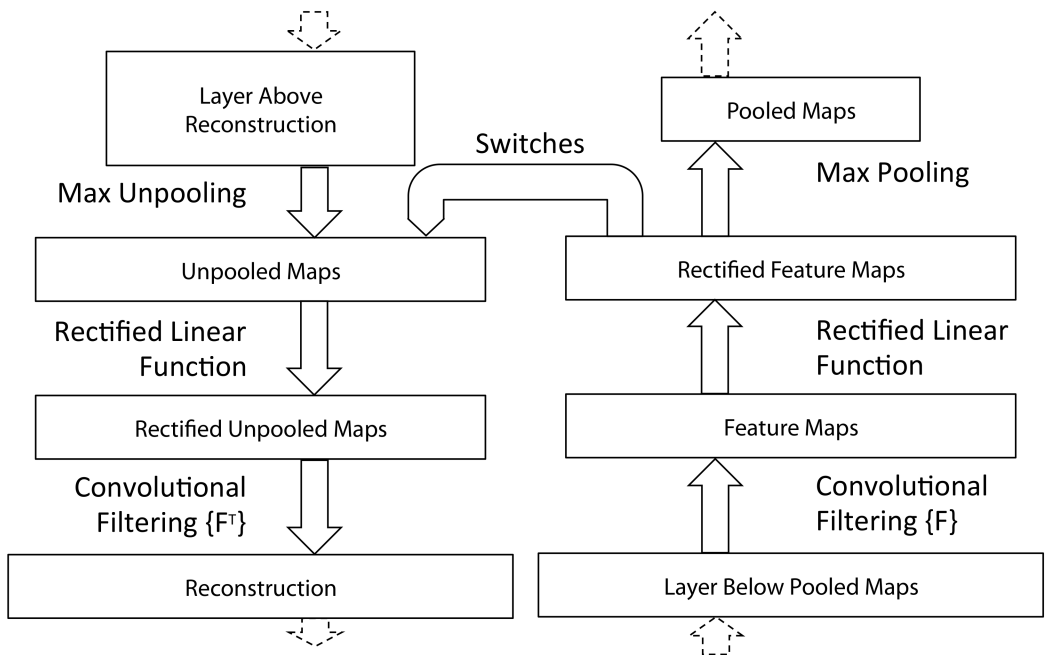 Layer Above
Reconstruction
Max Unpooling
Unpooled Maps
Rectified Linear
Function
Rectified Unpooled Maps
Convolutional
Filtering {Fᵀ}
Reconstruction
Switches
Pooled Maps
Max Pooling
Rectified Feature Maps
Rectified Linear
Function
Feature Maps
Convolutional
Filtering {F}
Layer Below Pooled Maps